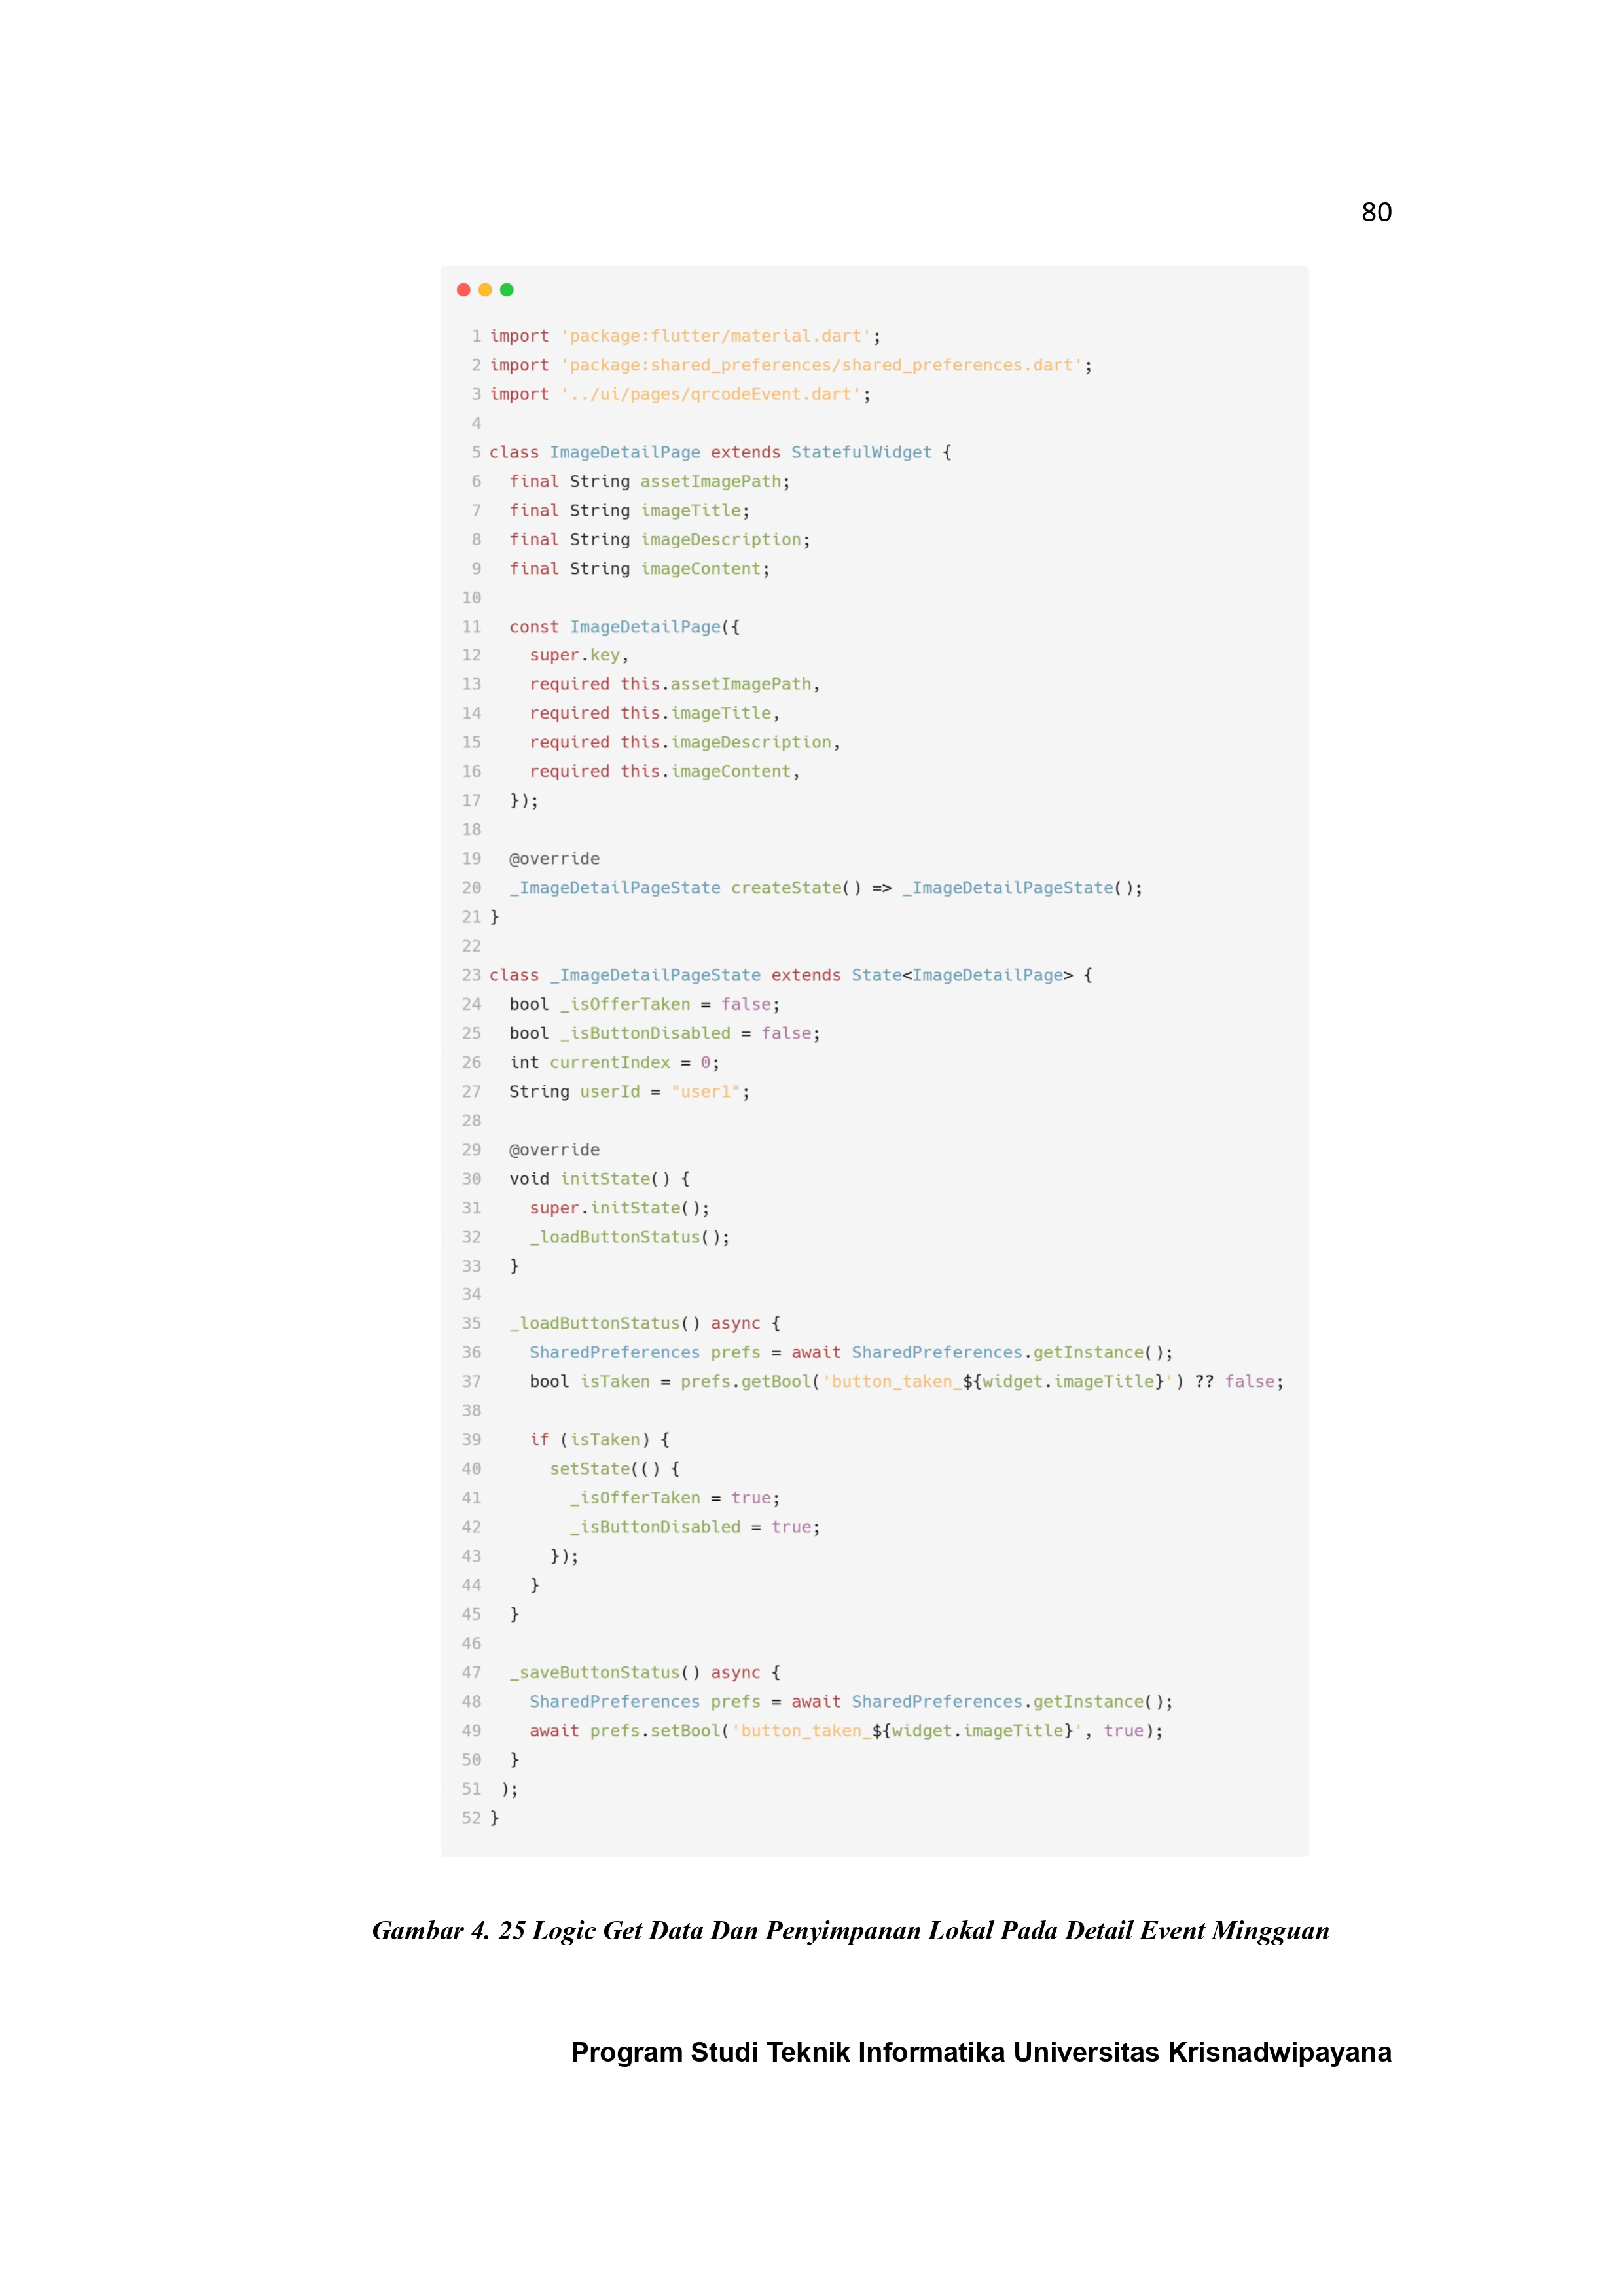 80
1 import 'package:flutter/material.dart';
2 import 'package:shared_preferences/shared_preferences.dart';
3 import '../ui/pages/qrcodeEvent.dart';
4
5 class ImageDetailPage extends StatefulWidget {
6   final String assetImagePath;
7   final String imageTitle;
8   final String imageDescription;
9   final String imageContent;
10
11   const ImageDetailPage({
12     super.key,
13     required this.assetImagePath,
14     required this.imageTitle,
15     required this.imageDescription,
16     required this.imageContent,
17   });
18
19   @override
20   _ImageDetailPageState createState() => _ImageDetailPageState();
21 }
22
23 class _ImageDetailPageState extends State<ImageDetailPage> {
24   bool _isOfferTaken = false;
25   bool _isButtonDisabled = false;
26   int currentIndex = 0;
27   String userId = "user1";
28
29   @override
30   void initState() {
31     super.initState();
32     _loadButtonStatus();
33   }
34
35   _loadButtonStatus() async {
36     SharedPreferences prefs = await SharedPreferences.getInstance();
37     bool isTaken = prefs.getBool('button_taken_${widget.imageTitle}') ?? false;
38
39     if (isTaken) {
40       setState(() {
41         _isOfferTaken = true;
42         _isButtonDisabled = true;
43       });
44     }
45   }
46
47   _saveButtonStatus() async {
48     SharedPreferences prefs = await SharedPreferences.getInstance();
49     await prefs.setBool('button_taken_${widget.imageTitle}', true);
50   }
51  );
52 }
Gambar 4. 25 Logic Get Data Dan Penyimpanan Lokal Pada Detail Event Mingguan
Program Studi Teknik Informatika Universitas Krisnadwipayana